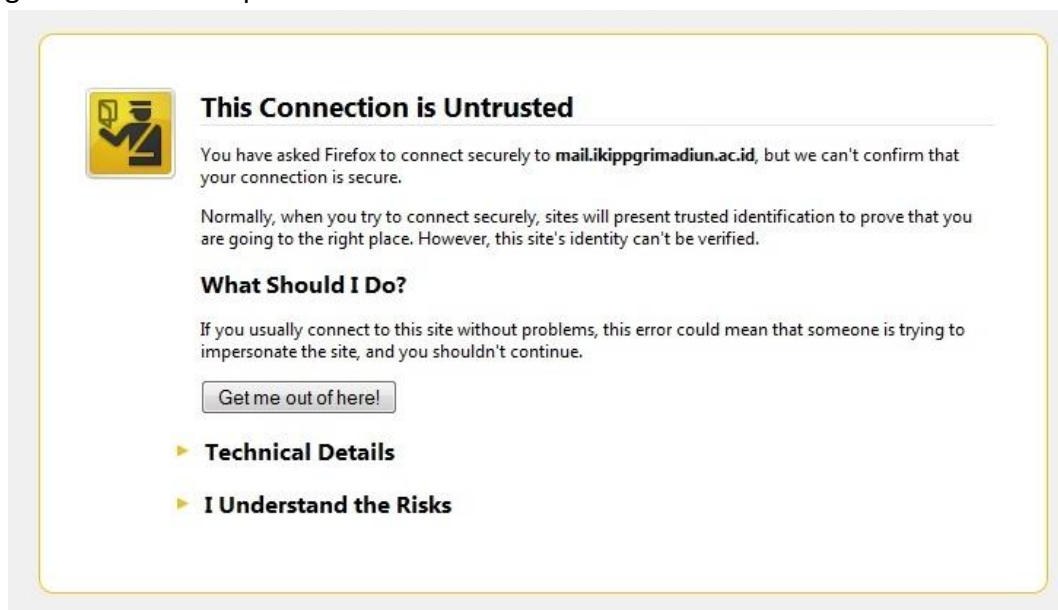 This Connection is Untrusted
You have asked Firefox to connect securely to mail.ikippgrimadiun.ac.id, but we can't confirm that
your connection is secure.
Normally, when you try to connect securely, sites will present trusted identification to prove that you
are going to the right place. However, this site's identity can't be verified.
What Should I Do?
If you usually connect to this site without problems, this error could mean that someone is trying to
impersonate the site, and you shouldn't continue.
Get me out of here!
Technical Details
I Understand the Risks